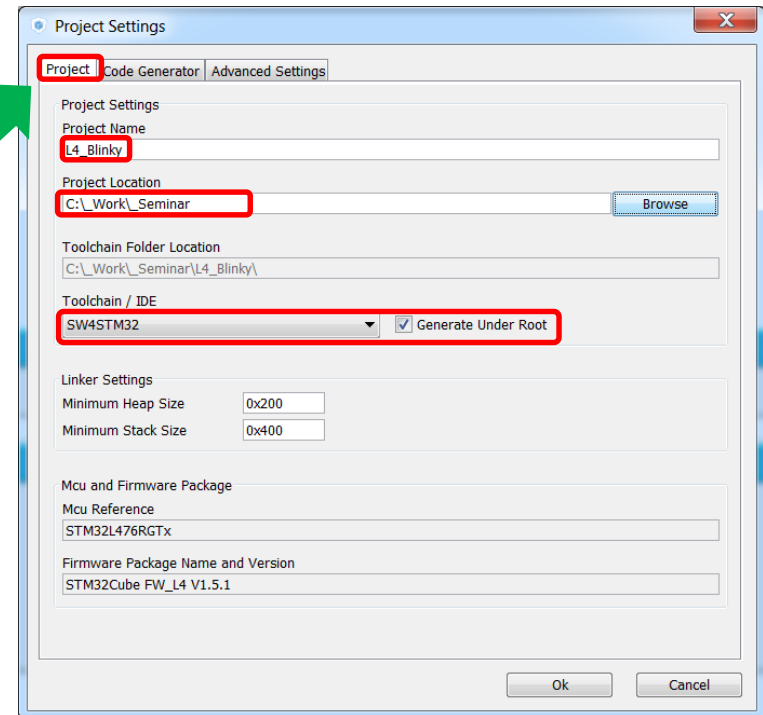 Project Settings
Project Code Generator Advanced Settings
Project Settings
Project Name
L4_Blinky
Project Location
C:\_Work\_Seminar Browse
Toolchain Folder Location
C:\_Work\_Seminar\L4_Blinky\
Toolchain / IDE
SW4STM32 Generate Under Root
Linker Settings
Minimum Heap Size 0x200
Minimum Stack Size 0x400
Mcu and Firmware Package
Mcu Reference
STM32L476RGTx
Firmware Package Name and Version
STM32Cube FW_L4 V1.5.1
Ok Cancel